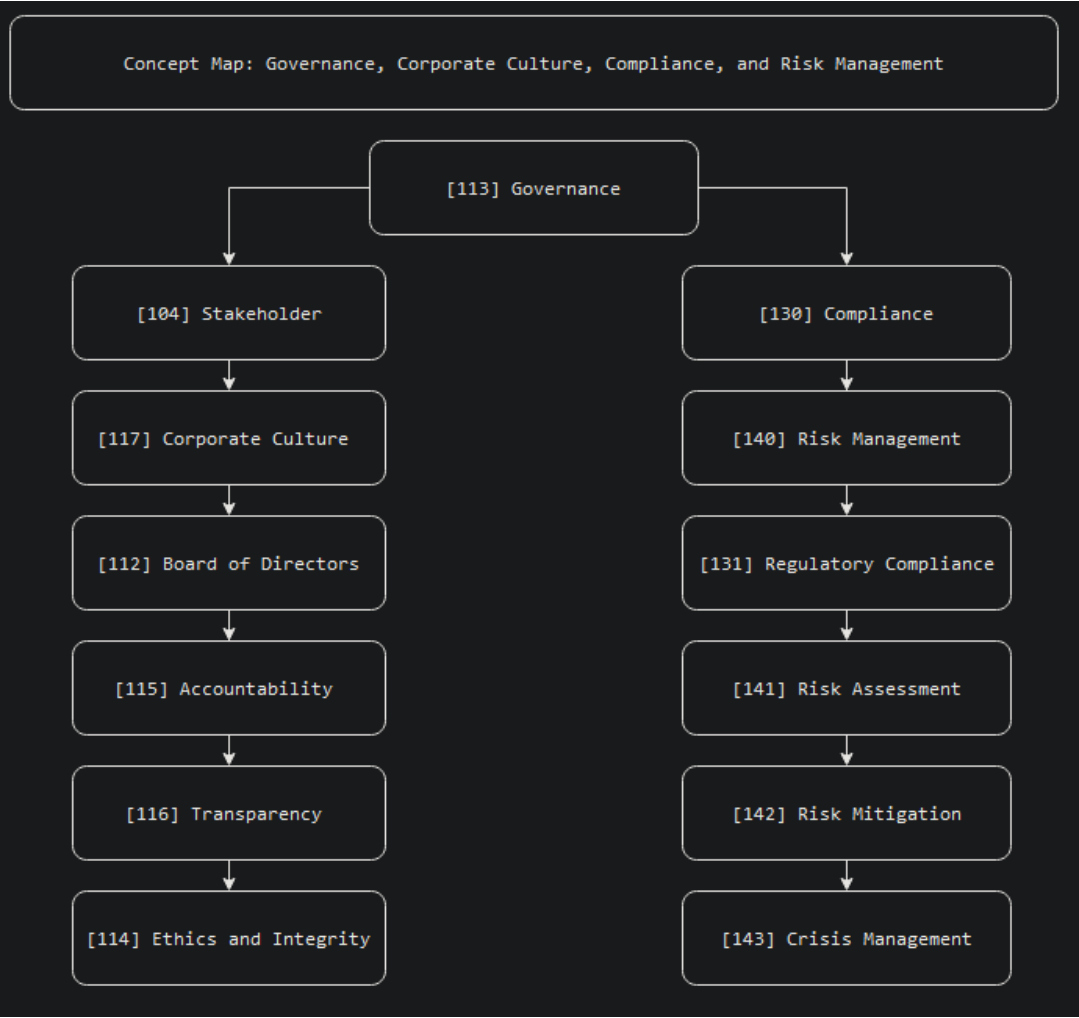 Concept Map: Governance, Corporate Culture, Compliance, and Risk Management
[113] Governance
[104] Stakeholder
[130] Compliance
[117] Corporate Culture
[140] Risk Management
[112] Board of Directors
[131] Regulatory Compliance
[115] Accountability
[141] Risk Assessment
[116] Transparency
[142] Risk Mitigation
[114] Ethics and Integrity
[143] Crisis Management